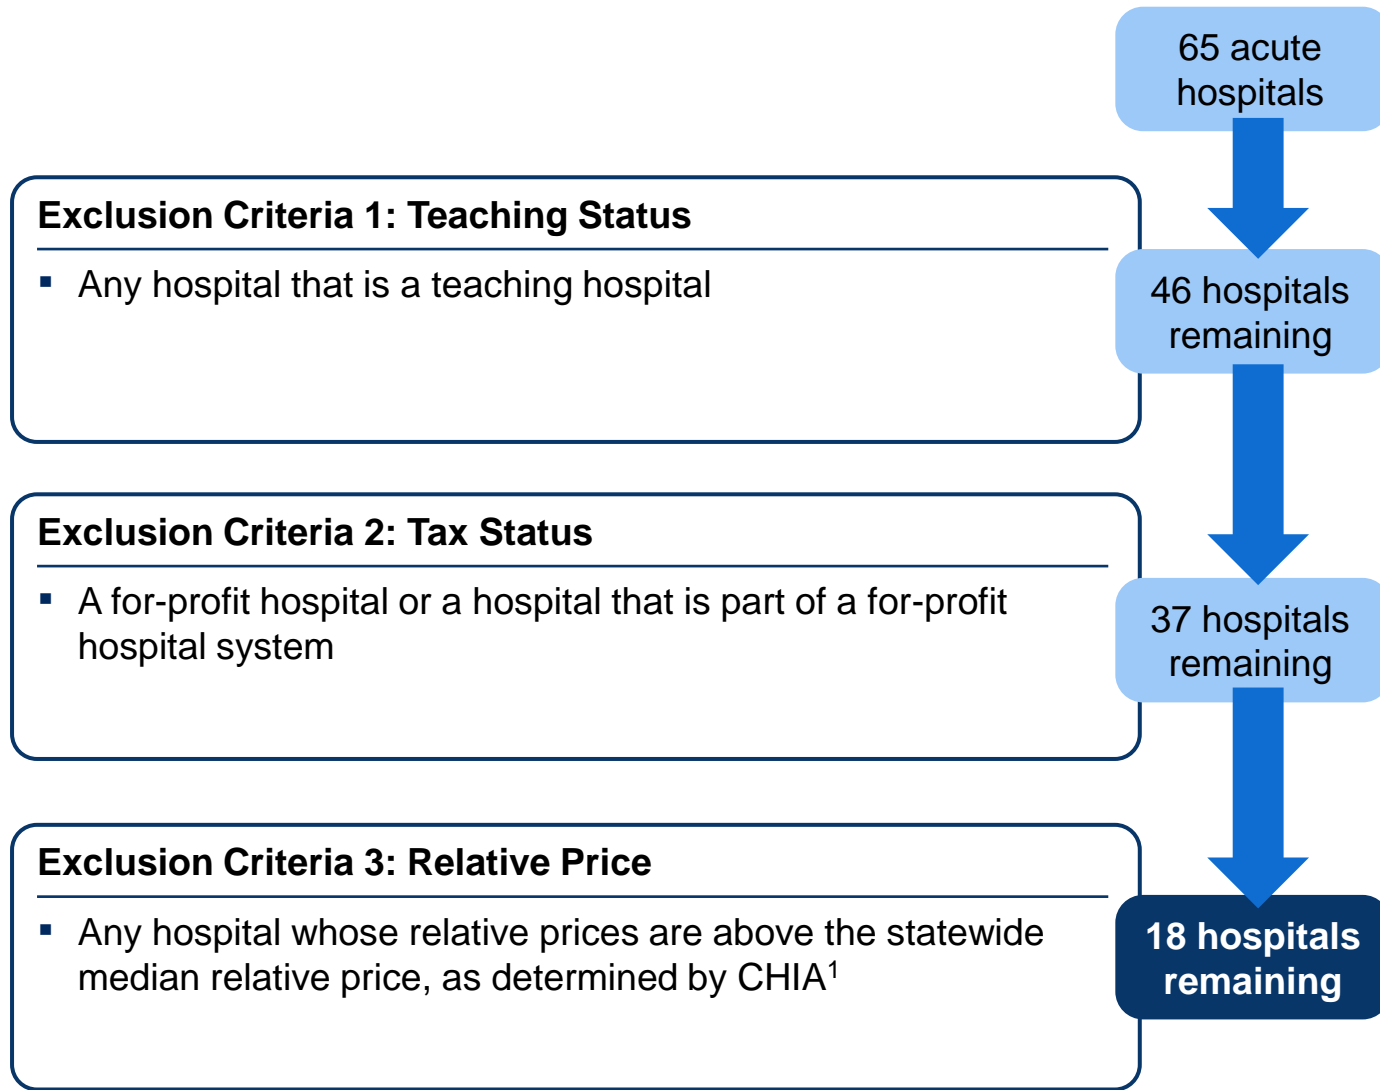 65 acute
hospitals
Exclusion Criteria 1: Teaching Status
▪ Any hospital that is a teaching hospital
46 hospitals
remaining
Exclusion Criteria 2: Tax Status
▪ A for-profit hospital or a hospital that is part of a for-profit
hospital system
37 hospitals
remaining
Exclusion Criteria 3: Relative Price
▪ Any hospital whose relative prices are above the statewide
median relative price, as determined by CHIA¹
18 hospitals
remaining